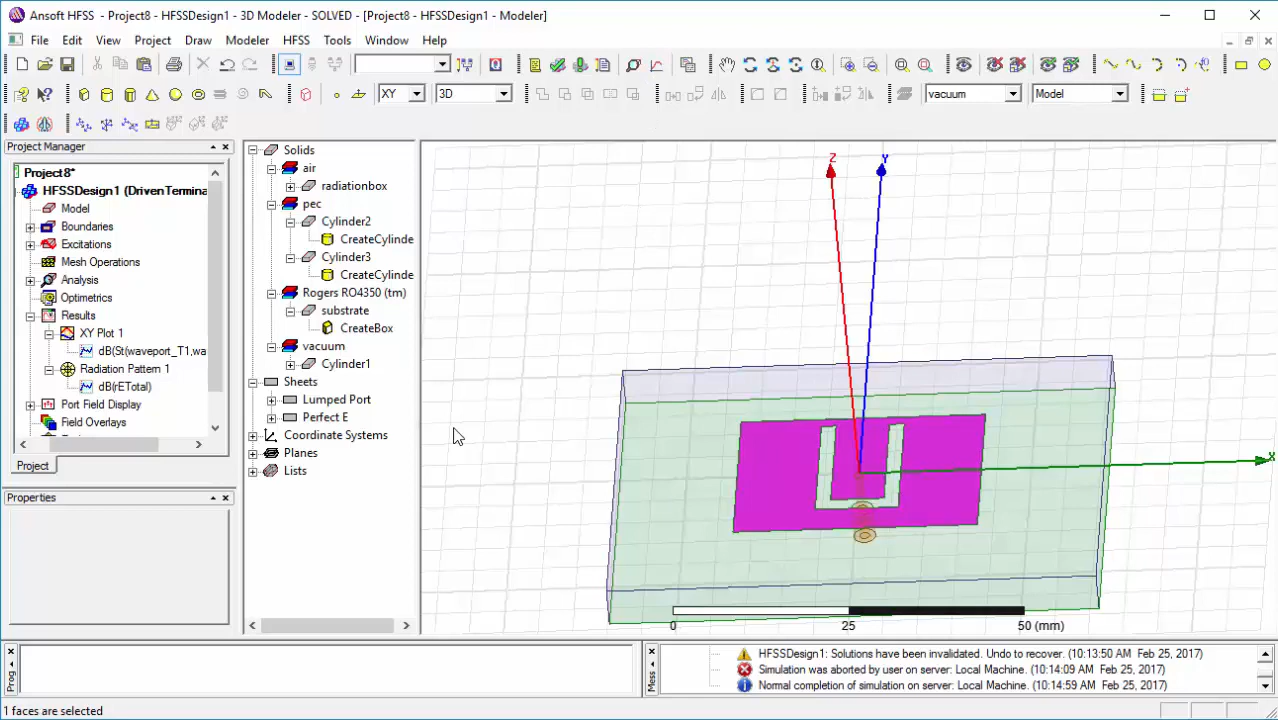 Ansoft HFSS - Project8 - HFSSDesign1 - 3D Modeler - SOLVED - [Project8 - HFSSDesign1 - Modeler]
File Edit View Project Draw Modeler HFSS Tools Window Help
XY 3D vacuum Model
Project Manager
Project8*
HFSSDesign1 (DrivenTermina
Model
Boundaries
Excitations
Mesh Operations
Analysis
Optimetrics
Results
XY Plot 1
dB(St(waveport_T1,wa
Radiation Pattern 1
dB(rETotal)
Port Field Display
Field Overlays
Project
Properties
Solids
air
radiationbox
pec
Cylinder2
CreateCylinde
Cylinder3
CreateCylinde
Rogers RO4350 (tm)
substrate
CreateBox
vacuum
Cylinder1
Sheets
Lumped Port
Perfect E
Coordinate Systems
Planes
Lists
Z
Y
X
0
25
50 (mm)
Prog
Mess
HFSSDesign1: Solutions have been invalidated. Undo to recover. (10:13:50 AM Feb 25, 2017)
Simulation was aborted by user on server: Local Machine. (10:14:09 AM Feb 25, 2017)
Normal completion of simulation on server: Local Machine. (10:14:59 AM Feb 25, 2017)
1 faces are selected